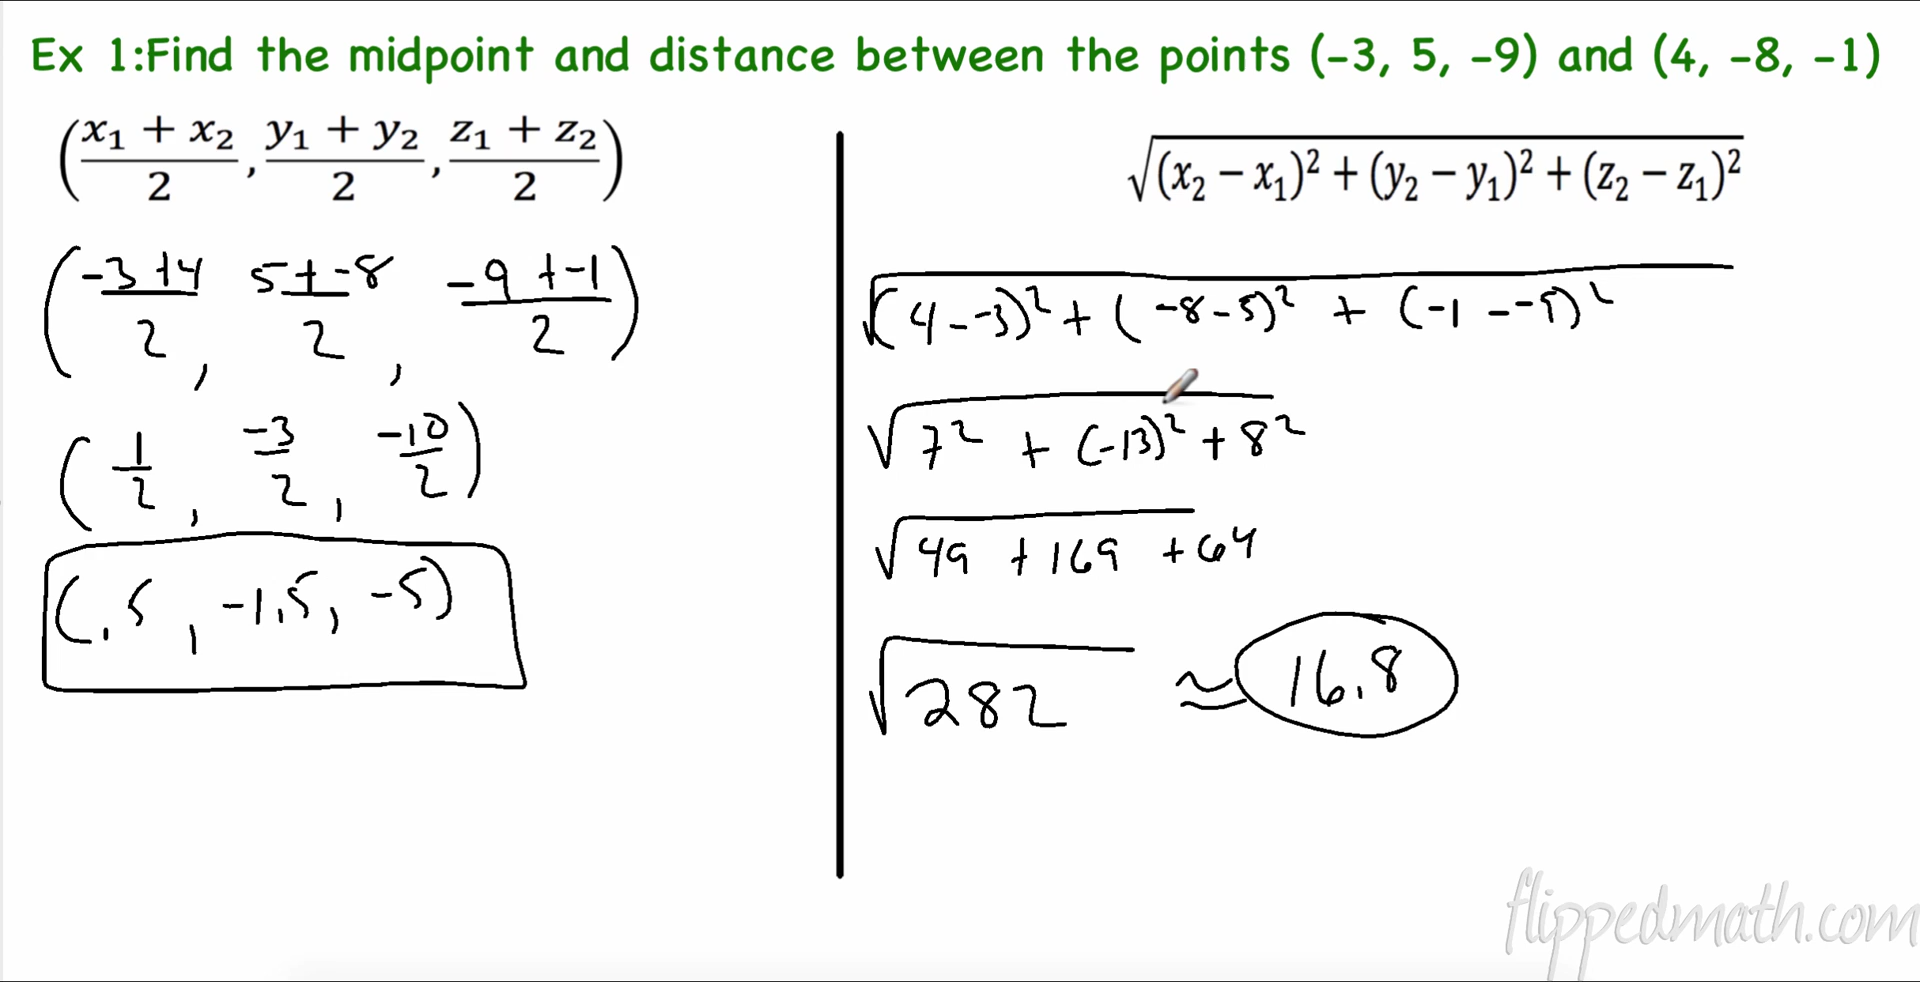 Ex 1:Find the midpoint and distance between the points (-3, 5, -9) and (4, -8, -1)
(x₁ + x₂/2, y₁ + y₂/2, z₁ + z₂/2)
(-3+4/2, 5+-8/2, -9+-1/2)
(1/2, -3/2, -10/2)
(.5, -1.5, -5)
√(x₂ − x₁)² + (y₂ − y₁)² + (z₂ − z₁)²
√(4--3)² + (-8-5)² + (-1--9)²
√7² + (-13)² + 8²
√49 + 169 + 64
√282 ≈ 16.8
flippedmath.com